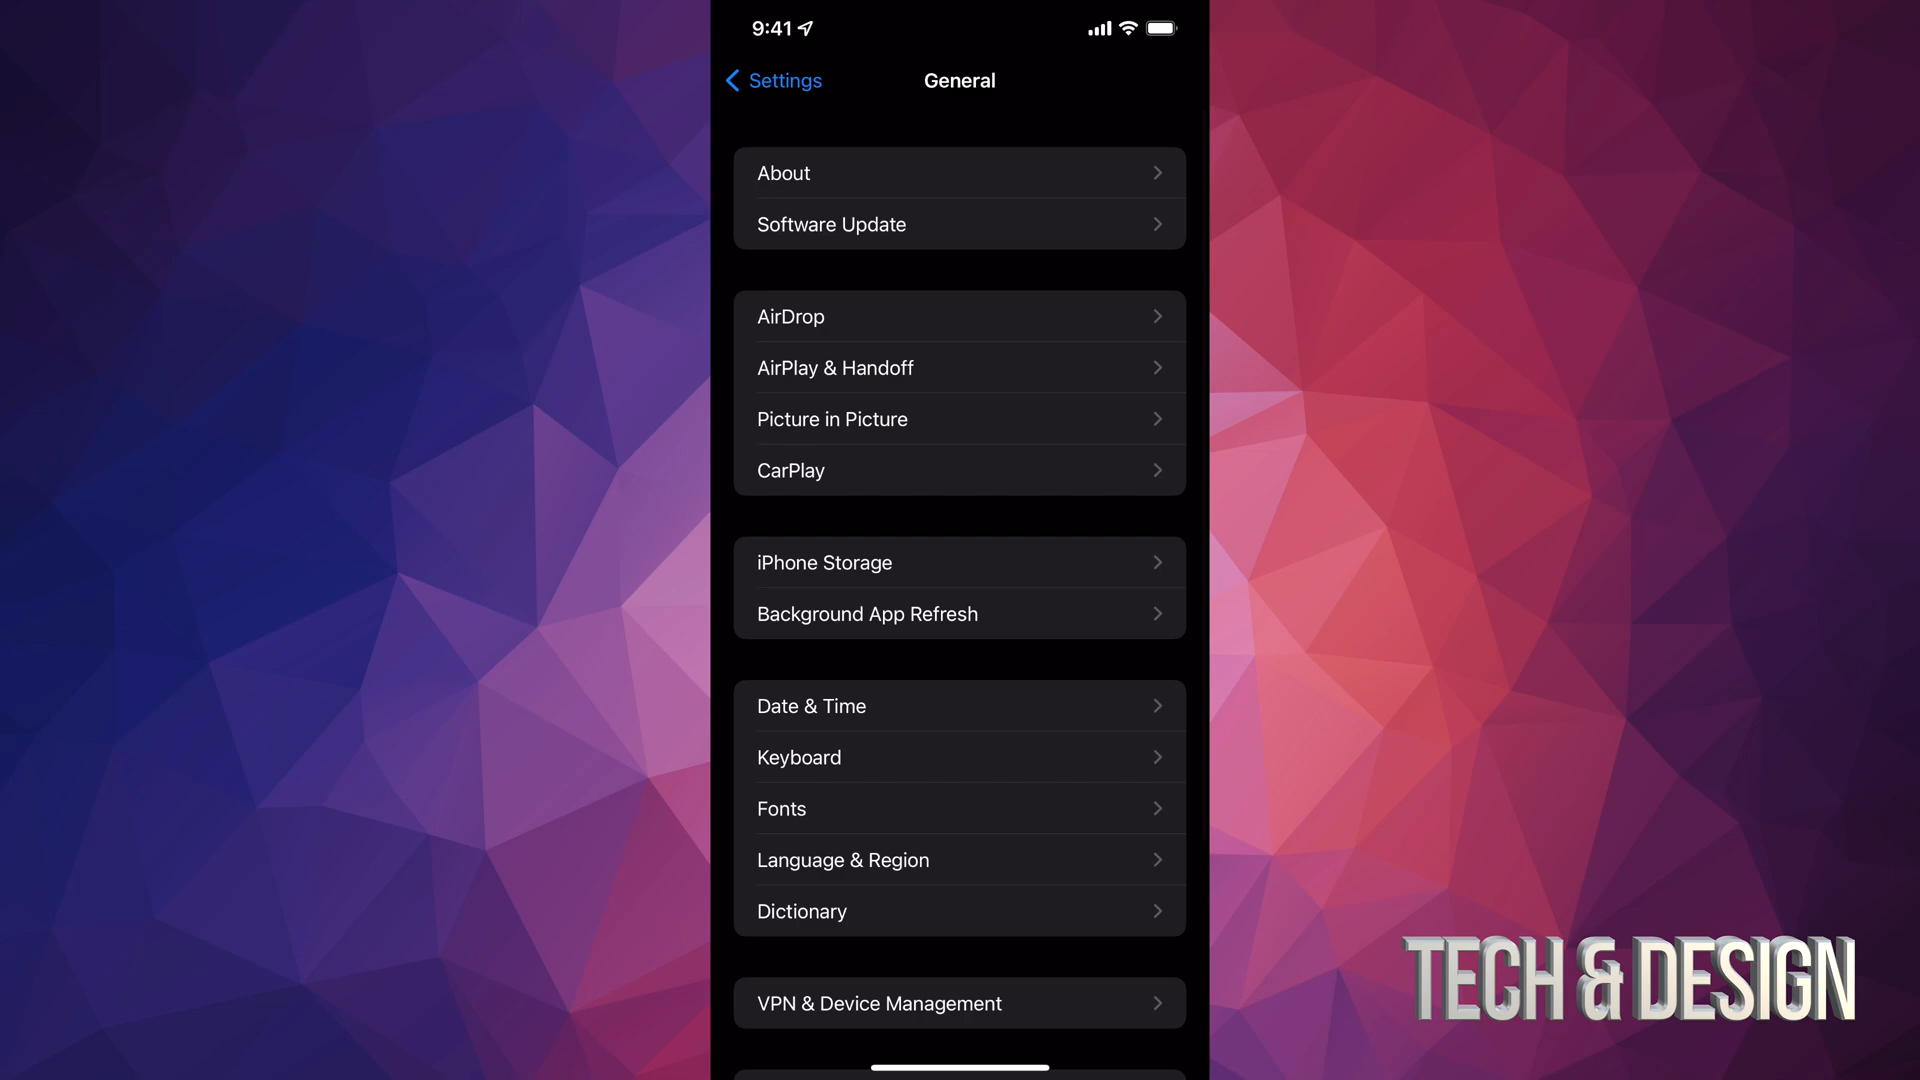 9:41
Settings
General
About
Software Update
AirDrop
AirPlay & Handoff
Picture in Picture
CarPlay
iPhone Storage
Background App Refresh
Date & Time
Keyboard
Fonts
Language & Region
Dictionary
VPN & Device Management
TECH & DESIGN